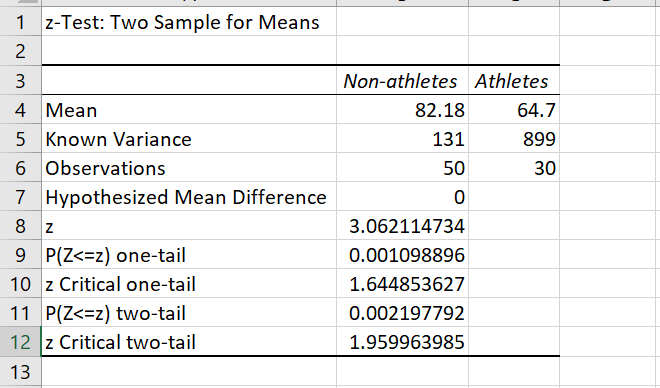 1 z-Test: Two Sample for Means
2
3 Non-athletes Athletes
4 Mean 82.18 64.7
5 Known Variance 131 899
6 Observations 50 30
7 Hypothesized Mean Difference 0
8 z 3.062114734
9 P(Z<=z) one-tail 0.001098896
10 z Critical one-tail 1.644853627
11 P(Z<=z) two-tail 0.002197792
12 z Critical two-tail 1.959963985
13